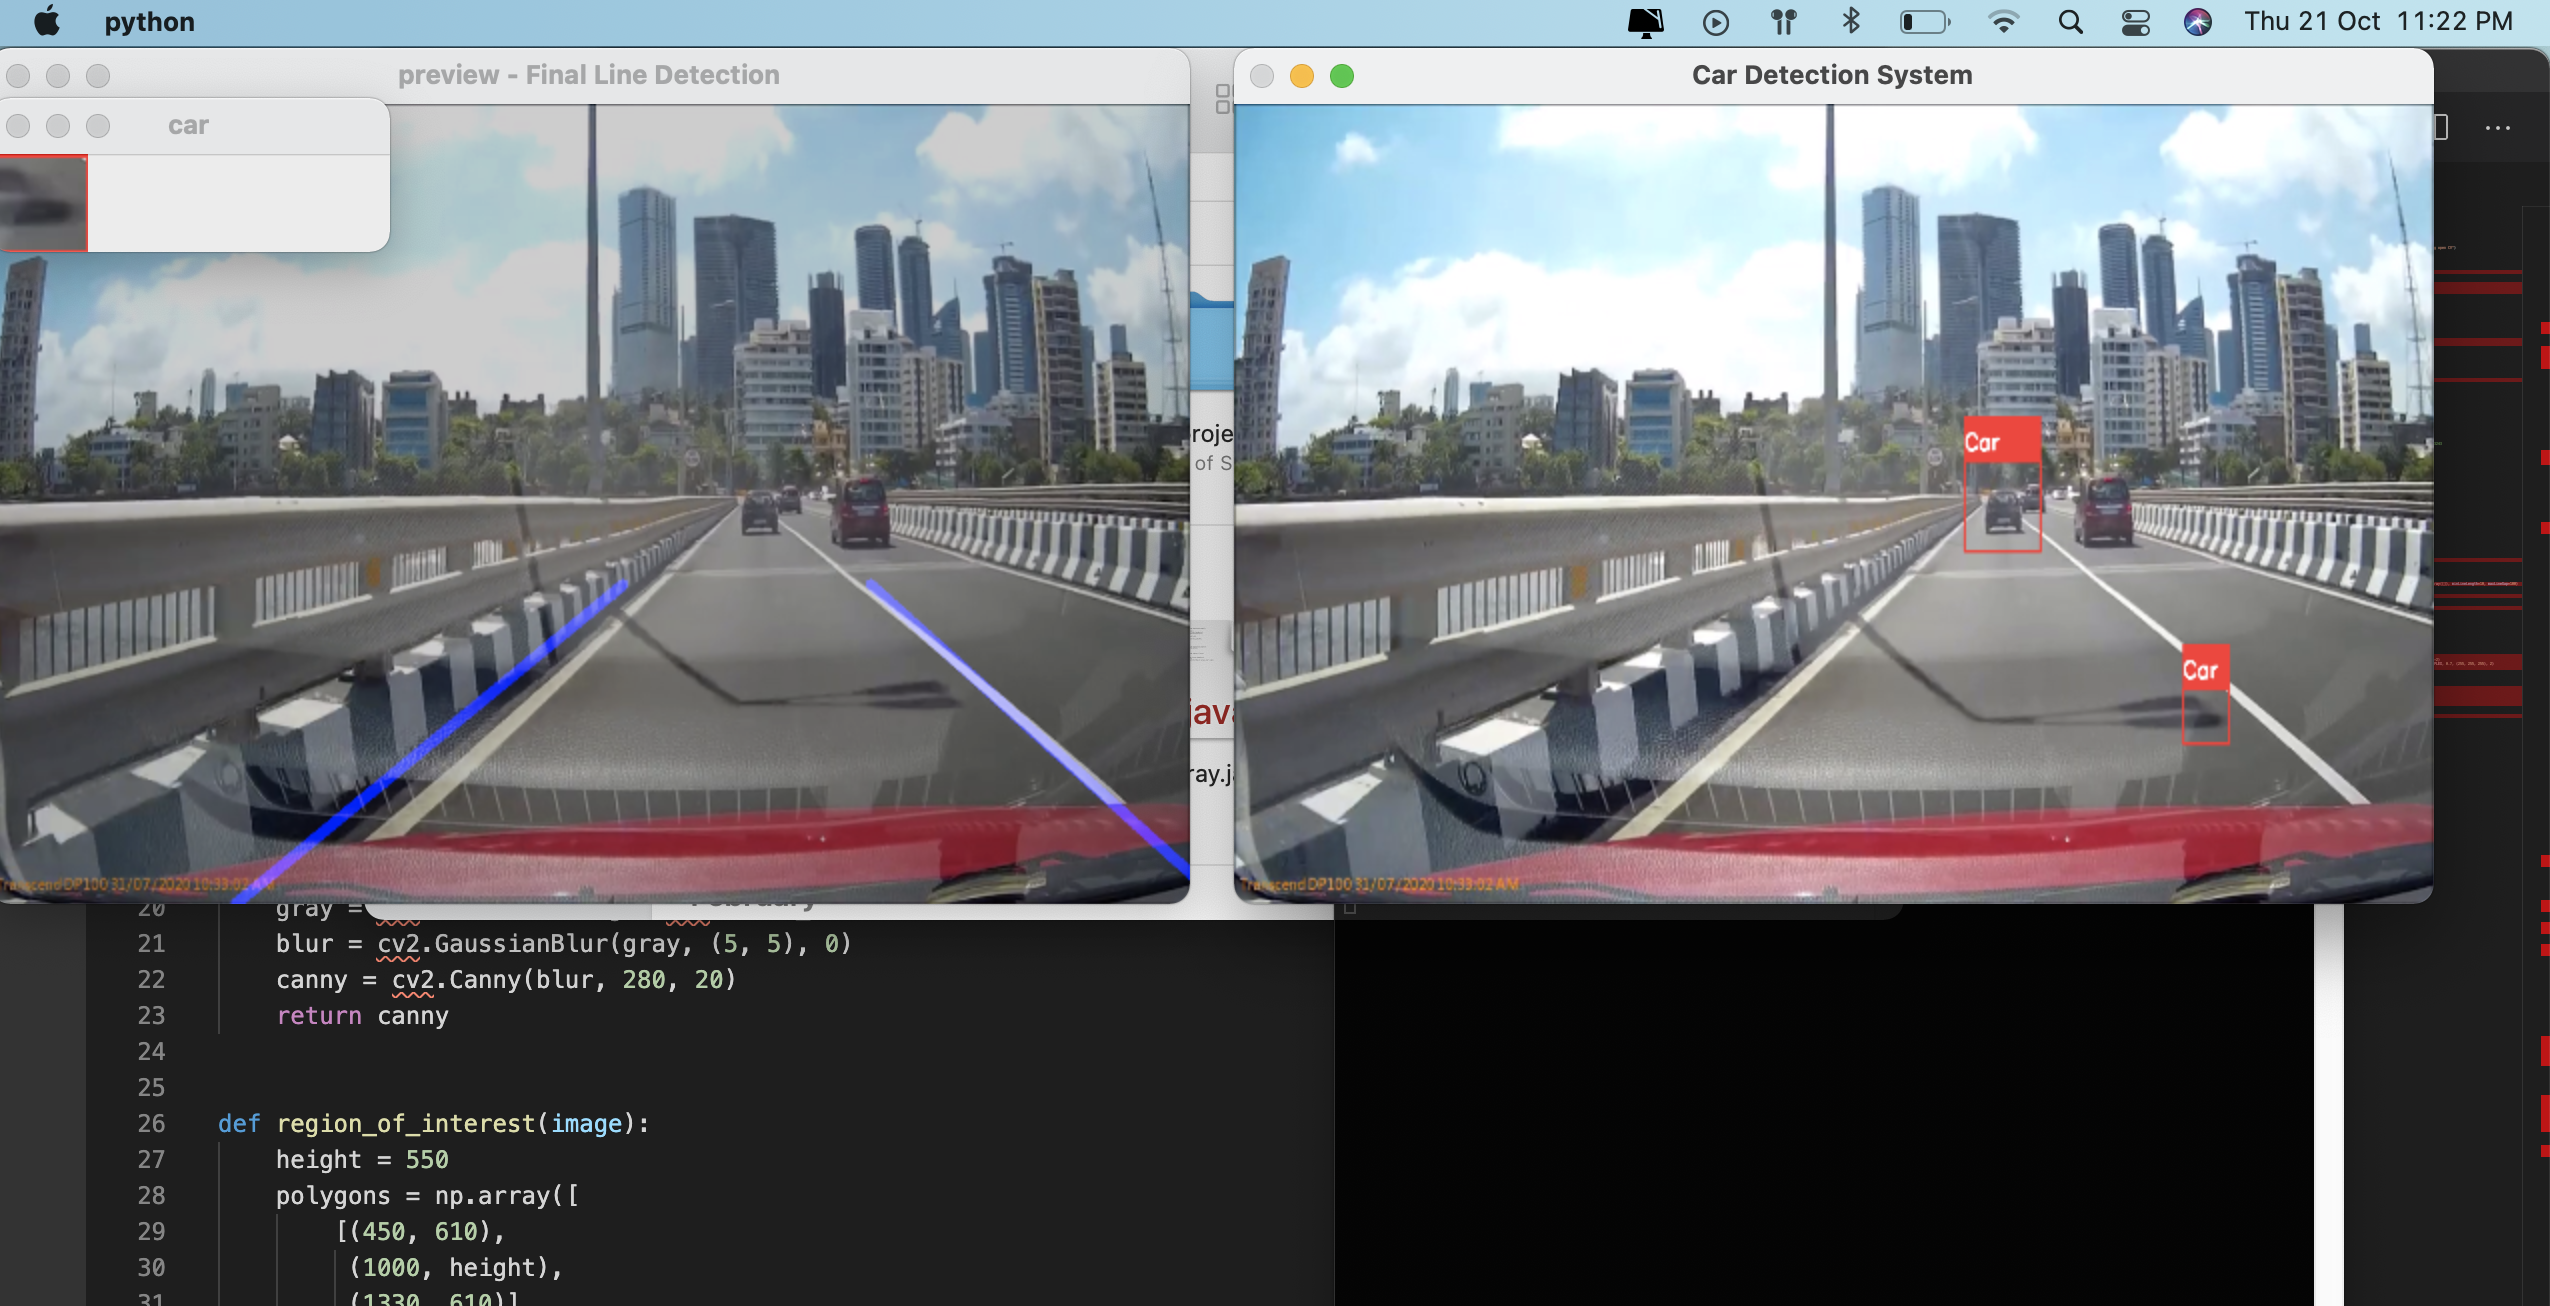 python
Thu 21 Oct 11:22 PM
preview - Final Line Detection
car
Car Detection System
Car
Car
Transcend DP100 31/07/2020 10:33:02 AM
Transcend DP100 31/07/2020 10:33:02 AM
roje
of S
java
ray.j
20 gray =
21 blur = cv2.GaussianBlur(gray, (5, 5), 0)
22 canny = cv2.Canny(blur, 280, 20)
23 return canny
24
25
26 def region_of_interest(image):
27 height = 550
28 polygons = np.array([
29 [(450, 610),
30 (1000, height),
31 (1330, 610)]